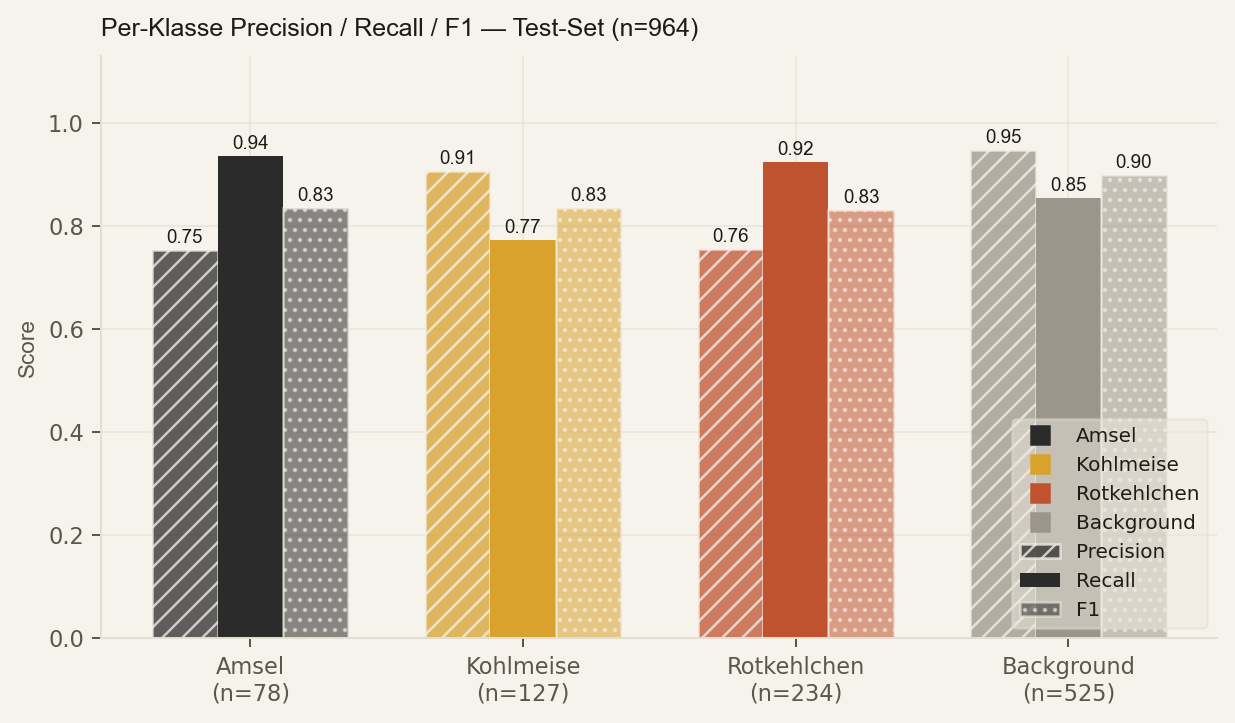 Per-Klasse Precision / Recall / F1 — Test-Set (n=964)
Score
1.0
0.8
0.6
0.4
0.2
0.0
0.75
0.94
0.83
0.91
0.77
0.83
0.76
0.92
0.83
0.95
0.85
0.90
Amsel
Kohlmeise
Rotkehlchen
Background
Precision
Recall
F1
Amsel
(n=78)
Kohlmeise
(n=127)
Rotkehlchen
(n=234)
Background
(n=525)